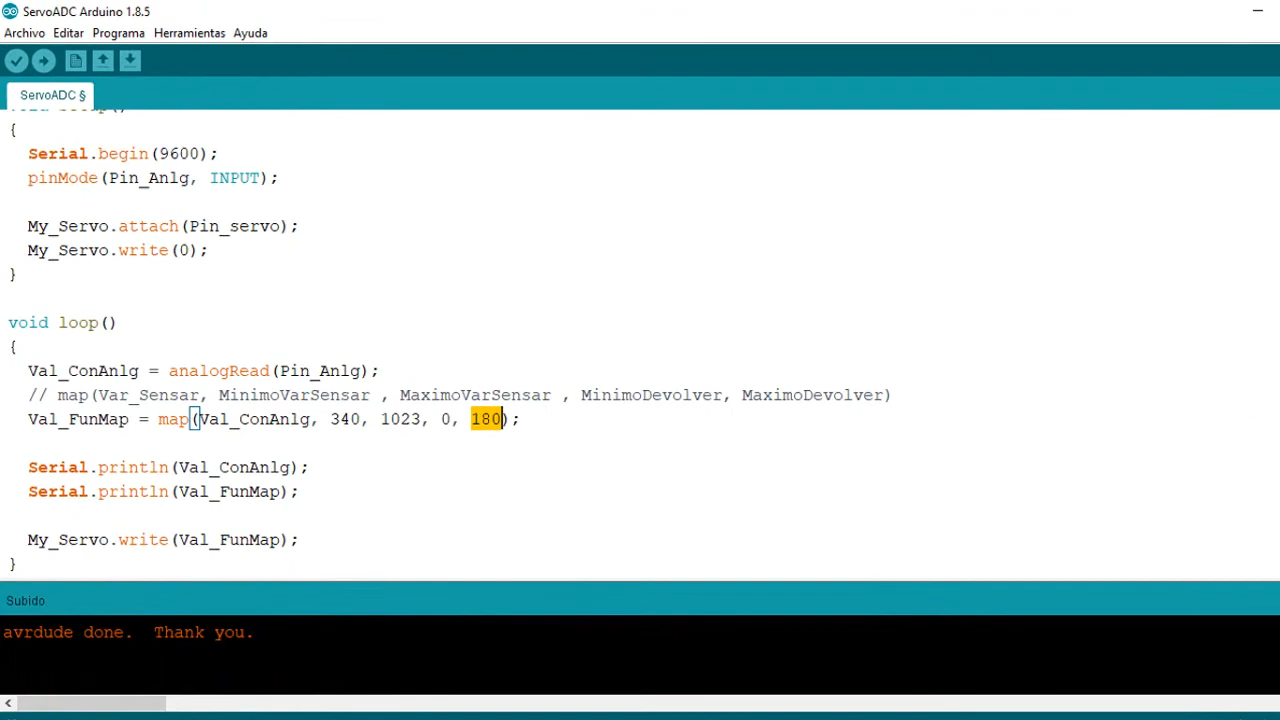 ServoADC Arduino 1.8.5
Archivo Editar Programa Herramientas Ayuda
ServoADC §
{
Serial.begin(9600);
pinMode(Pin_Anlg, INPUT);
My_Servo.attach(Pin_servo);
My_Servo.write(0);
}
void loop()
{
Val_ConAnlg = analogRead(Pin_Anlg);
// map(Var_Sensar, MinimoVarSensar , MaximoVarSensar , MinimoDevolver, MaximoDevolver)
Val_FunMap = map(Val_ConAnlg, 340, 1023, 0, 180);
Serial.println(Val_ConAnlg);
Serial.println(Val_FunMap);
My_Servo.write(Val_FunMap);
}
Subido
avrdude done.  Thank you.